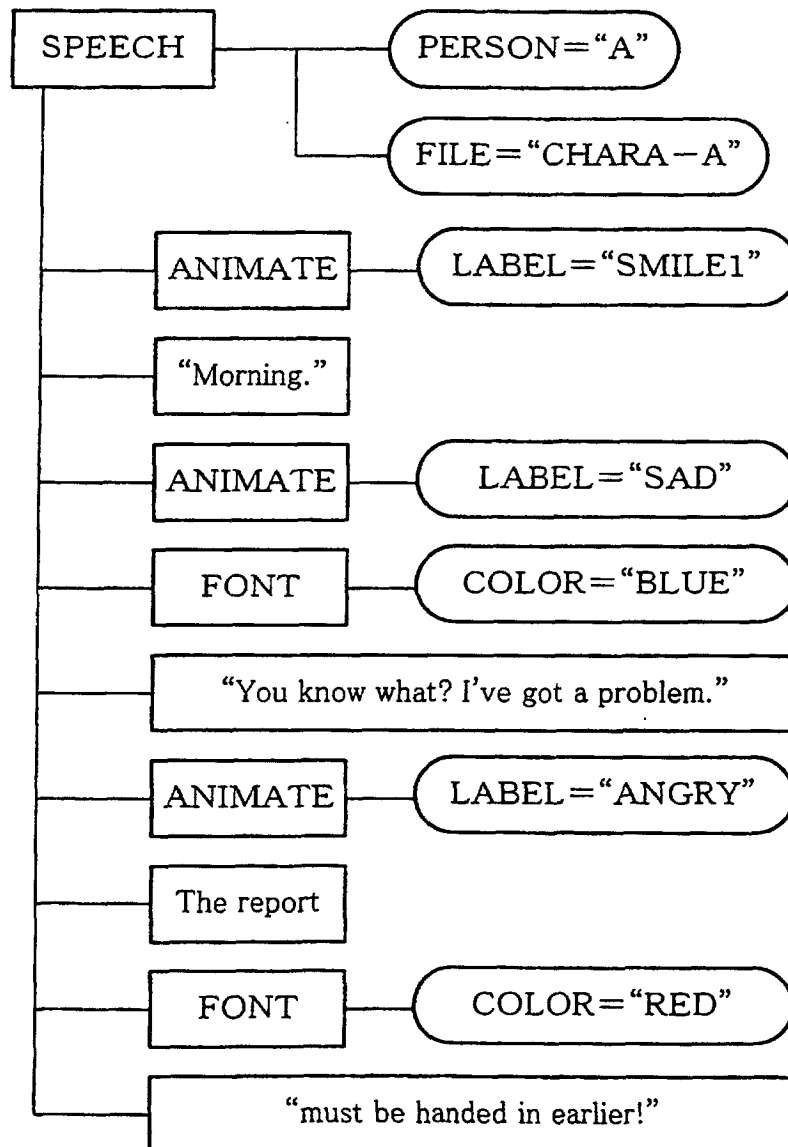 SPEECH PERSON=“A”
FILE=“CHARA−A”
ANIMATE LABEL=“SMILE1”
“Morning.”
ANIMATE LABEL=“SAD”
FONT COLOR=“BLUE”
“You know what? I’ve got a problem.”
ANIMATE LABEL=“ANGRY”
The report
FONT COLOR=“RED”
“must be handed in earlier!”